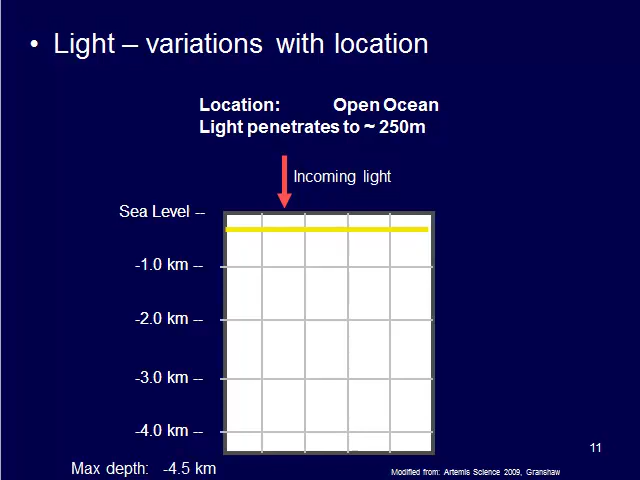 • Light – variations with location
Location: Open Ocean
Light penetrates to ~ 250m
Incoming light
Sea Level --
-1.0 km --
-2.0 km --
-3.0 km --
-4.0 km --
11
Max depth: -4.5 km
Modified from: Artemis Science 2009, Granshaw